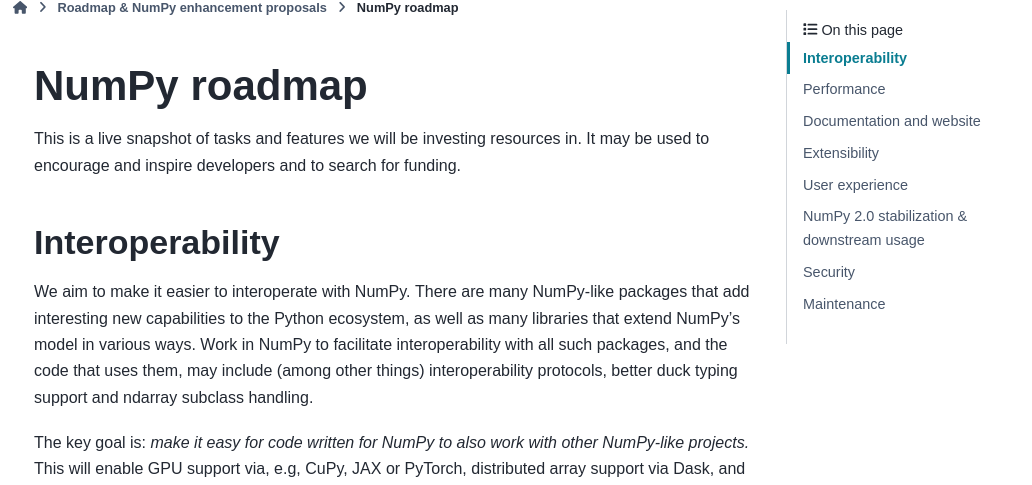 Roadmap & NumPy enhancement proposals > NumPy roadmap
NumPy roadmap
This is a live snapshot of tasks and features we will be investing resources in. It may be used to
encourage and inspire developers and to search for funding.
Interoperability
We aim to make it easier to interoperate with NumPy. There are many NumPy-like packages that add
interesting new capabilities to the Python ecosystem, as well as many libraries that extend NumPy’s
model in various ways. Work in NumPy to facilitate interoperability with all such packages, and the
code that uses them, may include (among other things) interoperability protocols, better duck typing
support and ndarray subclass handling.
The key goal is: make it easy for code written for NumPy to also work with other NumPy-like projects.
This will enable GPU support via, e.g, CuPy, JAX or PyTorch, distributed array support via Dask, and
On this page
Interoperability
Performance
Documentation and website
Extensibility
User experience
NumPy 2.0 stabilization &
downstream usage
Security
Maintenance